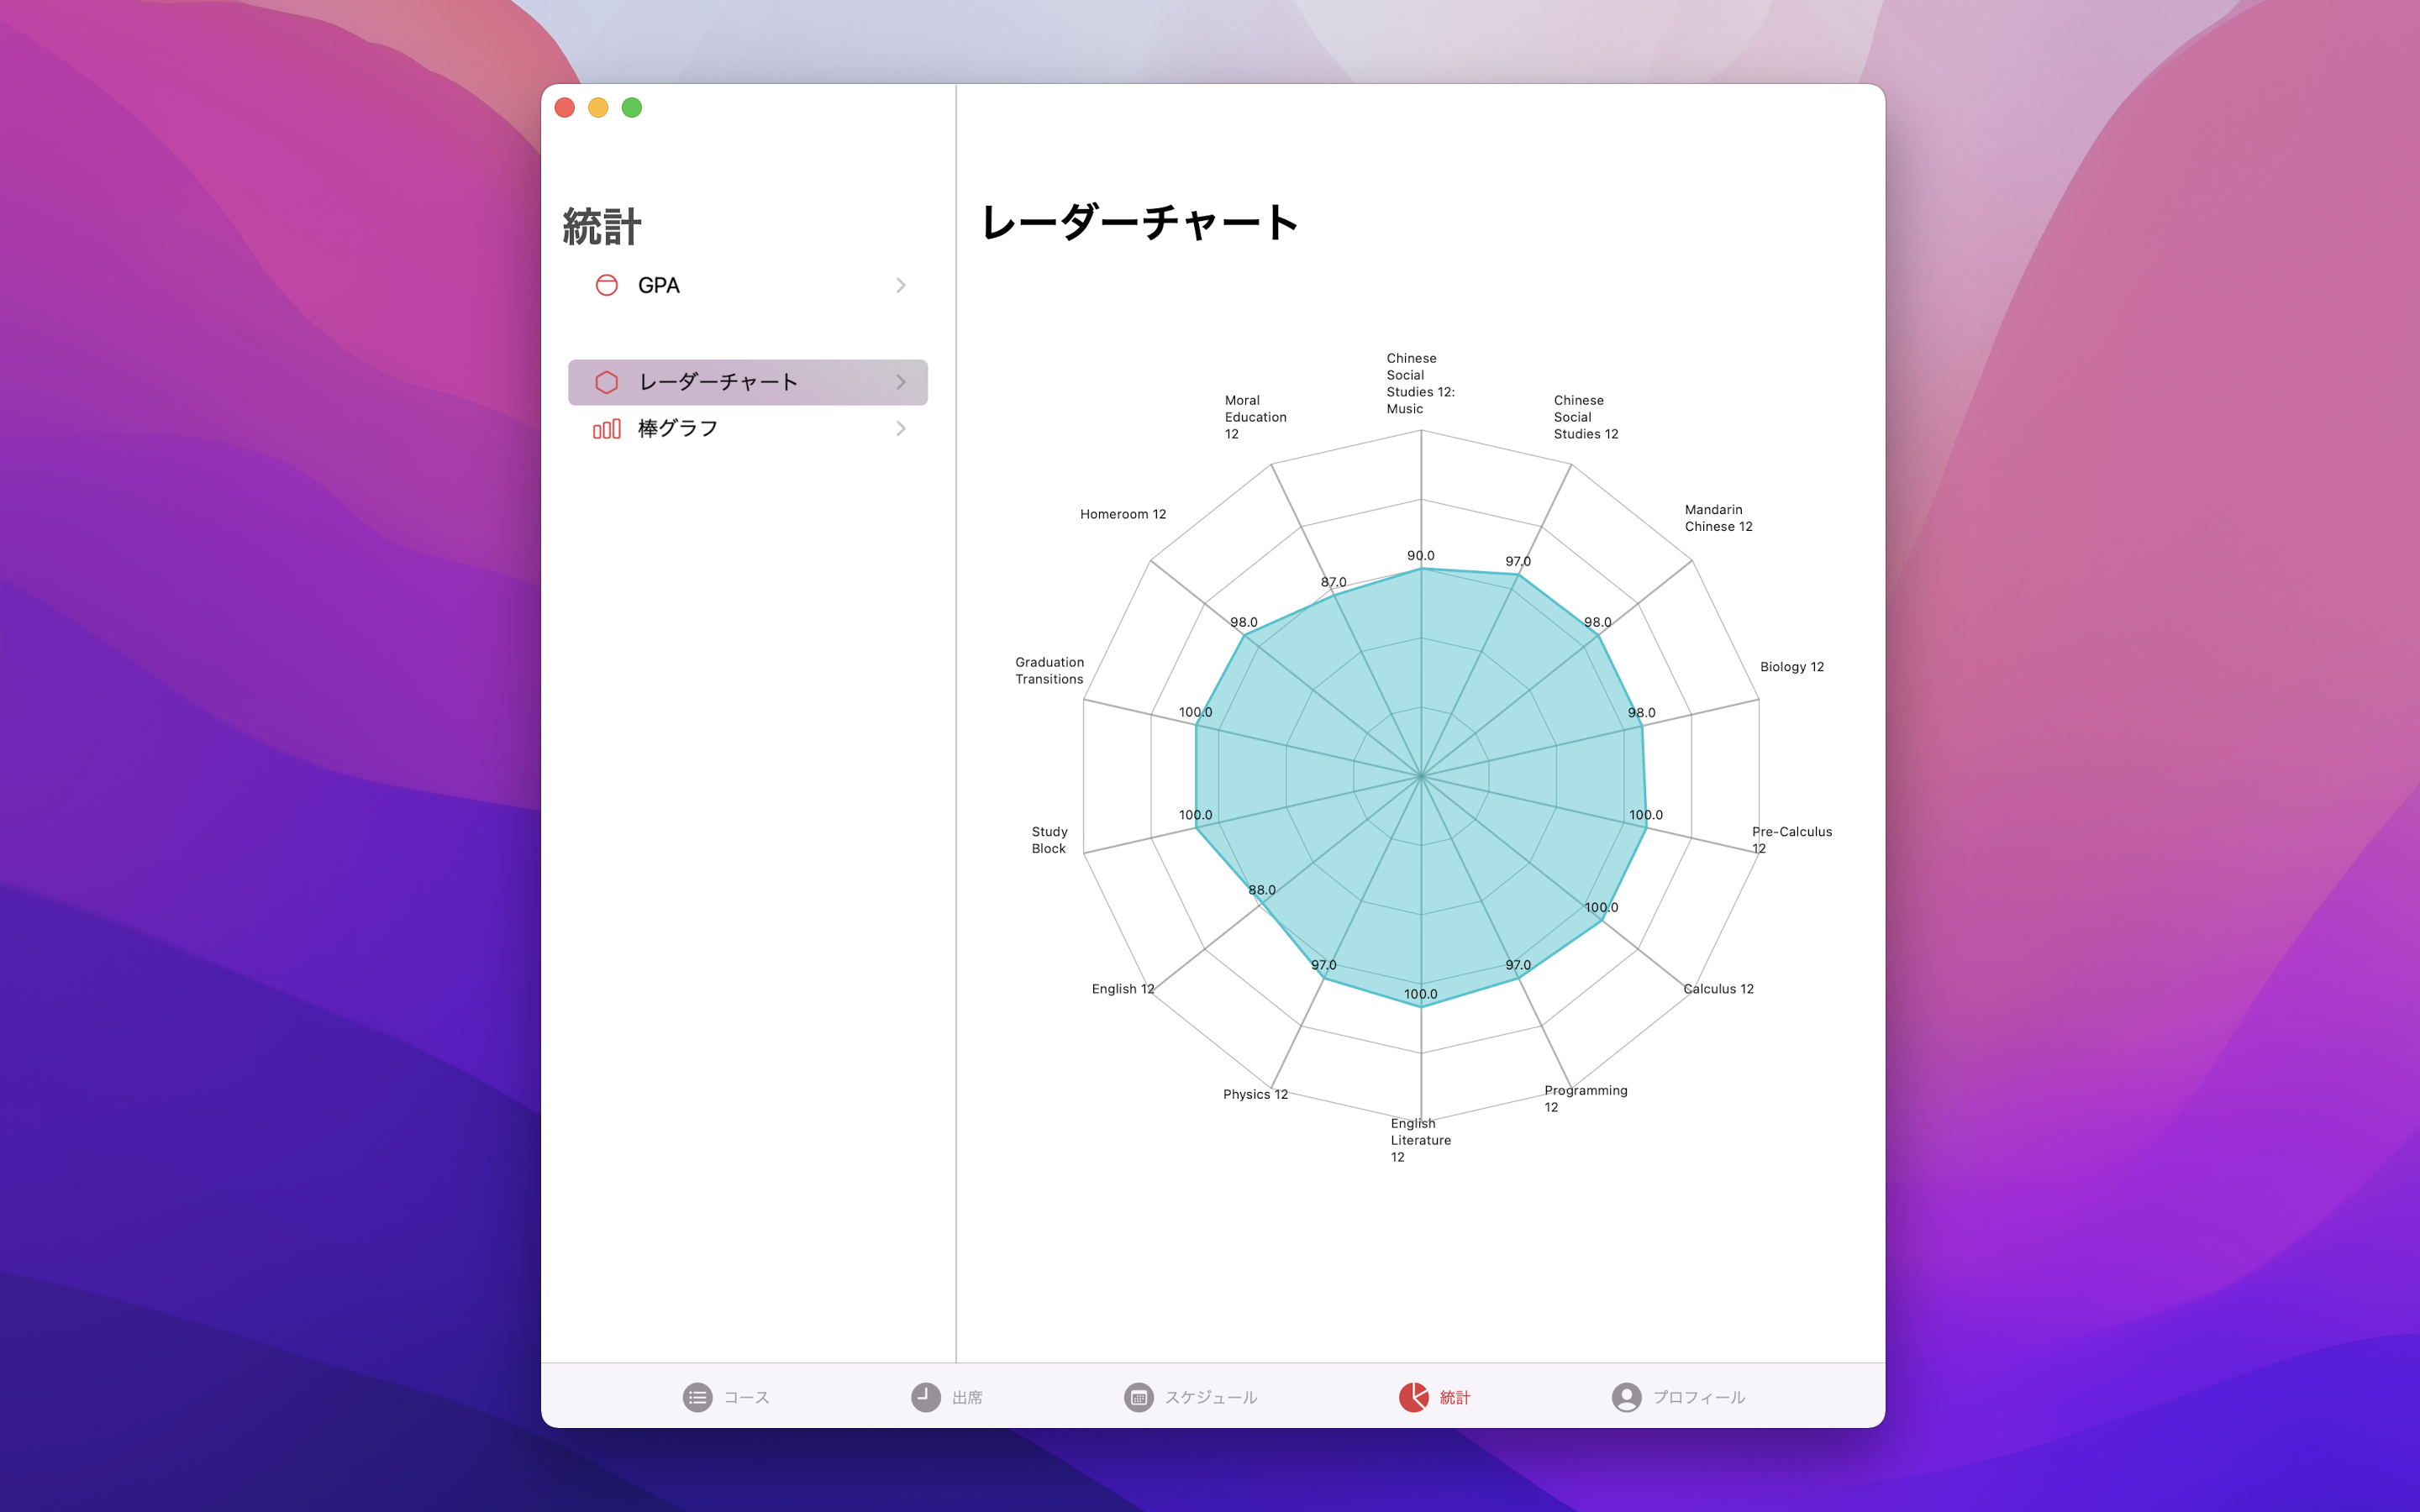 統計
GPA
レーダーチャート
棒グラフ
レーダーチャート
Chinese
Social
Studies 12:
Music
Chinese
Social
Studies 12
Mandarin
Chinese 12
Biology 12
Pre-Calculus
12
Calculus 12
Programming
12
English
Literature
12
Physics 12
English 12
Study
Block
Graduation
Transitions
Homeroom 12
Moral
Education
12
90.0
97.0
98.0
98.0
100.0
100.0
97.0
100.0
97.0
88.0
100.0
100.0
98.0
87.0
コース
出席
スケジュール
統計
プロフィール